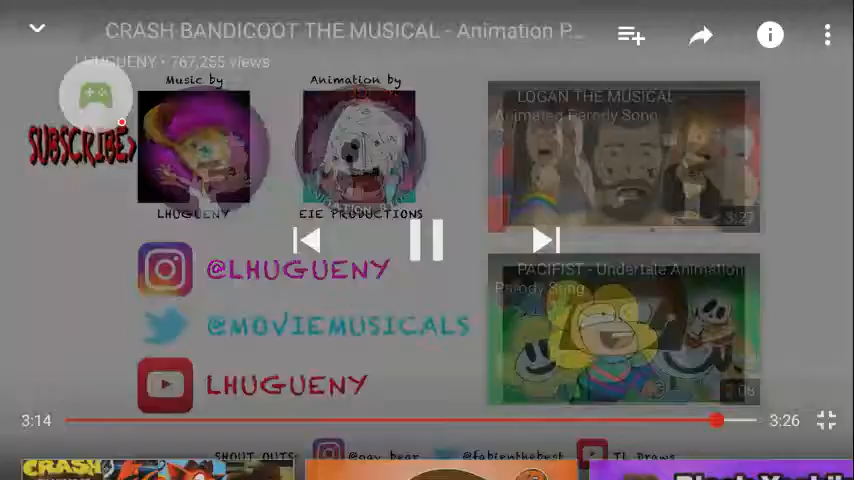 CRASH BANDICOOT THE MUSICAL - Animation P...
LHUGUENY • 767,255 views
Music by
Animation by
SUBSCRIBE>
LHUGUENY
EIE PRODUCTIONS
LOGAN THE MUSICAL -
Animated Parody Song
3:27
@LHUGUENY
@MOVIEMUSICALS
LHUGUENY
PACIFIST - Undertale Animation
Parody Song
:08
3:14
3:26
SHOUT OUTS:
@gay_bear
@fabienthebest
TL Draws
CRASH